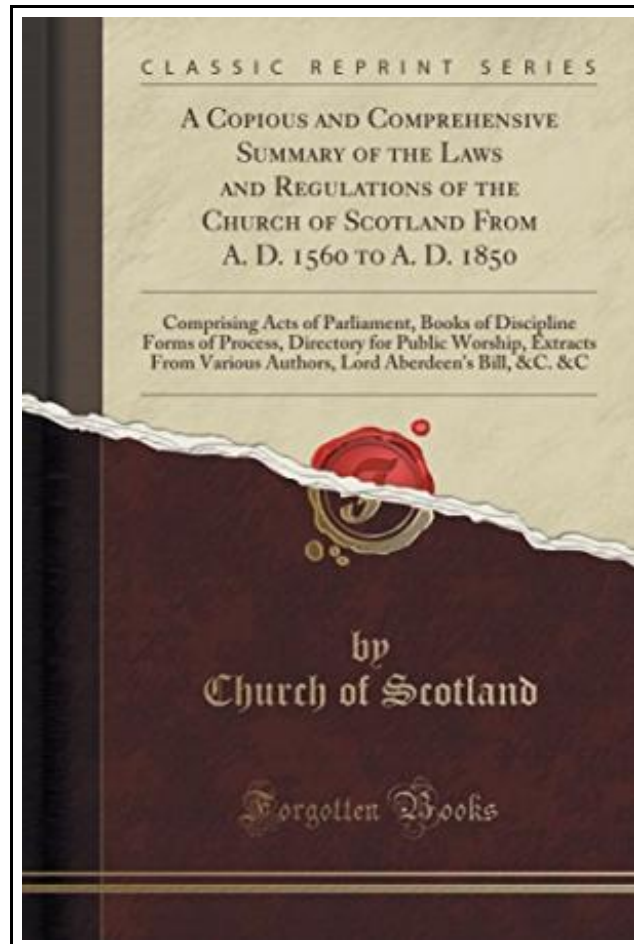 CLASSIC REPRINT SERIES
A COPIOUS AND COMPREHENSIVE
SUMMARY OF THE LAWS
AND REGULATIONS OF THE
CHURCH OF SCOTLAND FROM
A. D. 1560 TO A. D. 1850
Comprising Acts of Parliament, Books of Discipline
Forms of Process, Directory for Public Worship, Extracts
From Various Authors, Lord Aberdeen's Bill, &C. &C
by
Church of Scotland
Forgotten Books